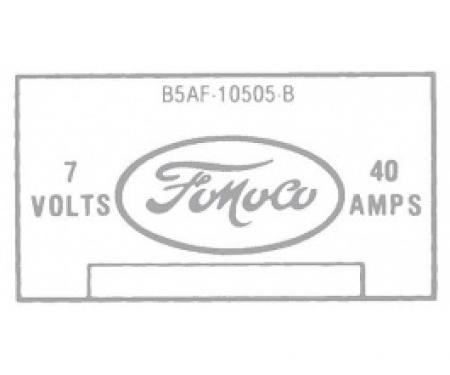 B5AF-10505-B
7 VOLTS
FoMoCo
40 AMPS